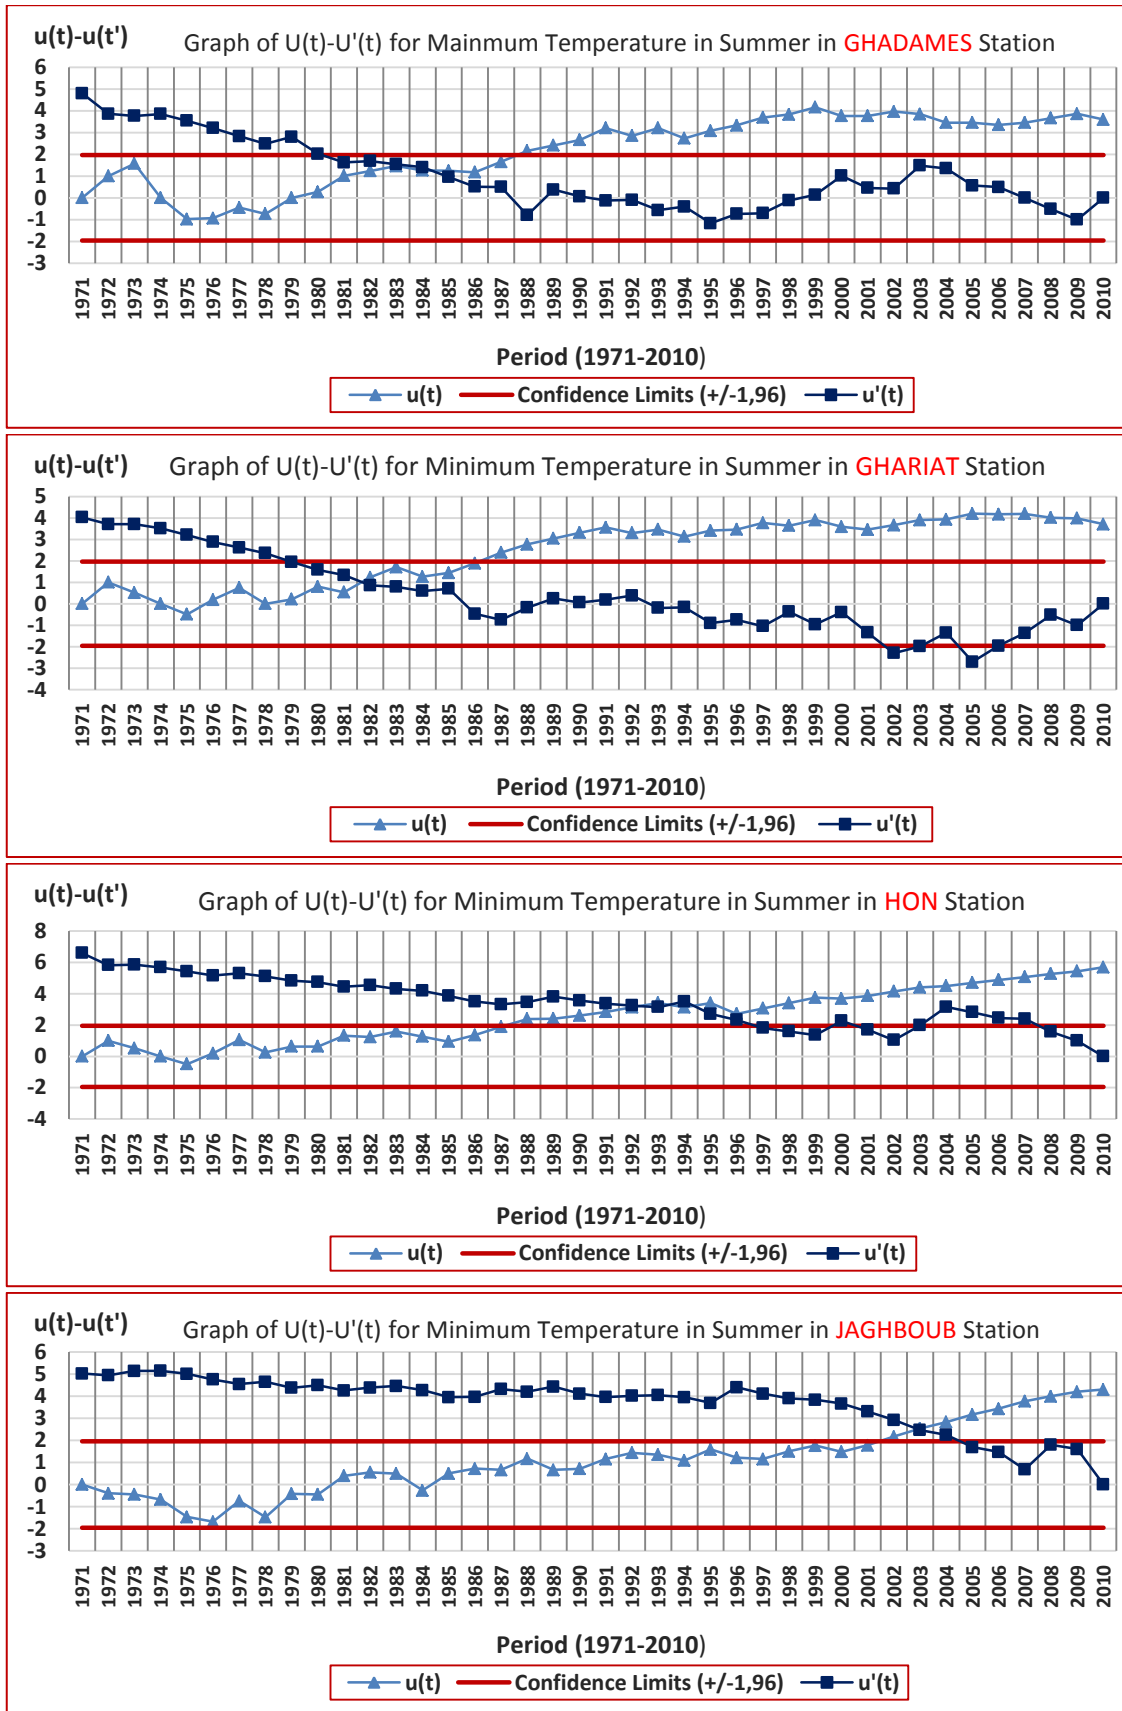 u(t)-u(t')
Graph of U(t)-U'(t) for Mainmum Temperature in Summer in GHADAMES Station
6
5
4
3
2
1
0
-1
-2
-3
1971 1972 1973 1974 1975 1976 1977 1978 1979 1980 1981 1982 1983 1984 1985 1986 1987 1988 1989 1990 1991 1992 1993 1994 1995 1996 1997 1998 1999 2000 2001 2002 2003 2004 2005 2006 2007 2008 2009 2010
Period (1971-2010)
u(t) Confidence Limits (+/-1,96) u'(t)
u(t)-u(t')
Graph of U(t)-U'(t) for Minimum Temperature in Summer in GHARIAT Station
5
4
3
2
1
0
-1
-2
-3
-4
1971 1972 1973 1974 1975 1976 1977 1978 1979 1980 1981 1982 1983 1984 1985 1986 1987 1988 1989 1990 1991 1992 1993 1994 1995 1996 1997 1998 1999 2000 2001 2002 2003 2004 2005 2006 2007 2008 2009 2010
Period (1971-2010)
u(t) Confidence Limits (+/-1,96) u'(t)
u(t)-u(t')
Graph of U(t)-U'(t) for Minimum Temperature in Summer in HON Station
8
6
4
2
0
-2
-4
1971 1972 1973 1974 1975 1976 1977 1978 1979 1980 1981 1982 1983 1984 1985 1986 1987 1988 1989 1990 1991 1992 1993 1994 1995 1996 1997 1998 1999 2000 2001 2002 2003 2004 2005 2006 2007 2008 2009 2010
Period (1971-2010)
u(t) Confidence Limits (+/-1,96) u'(t)
u(t)-u(t')
Graph of U(t)-U'(t) for Minimum Temperature in Summer in JAGHBOUB Station
6
5
4
3
2
1
0
-1
-2
-3
1971 1972 1973 1974 1975 1976 1977 1978 1979 1980 1981 1982 1983 1984 1985 1986 1987 1988 1989 1990 1991 1992 1993 1994 1995 1996 1997 1998 1999 2000 2001 2002 2003 2004 2005 2006 2007 2008 2009 2010
Period (1971-2010)
u(t) Confidence Limits (+/-1,96) u'(t)